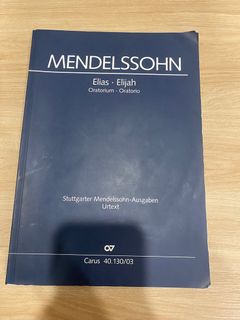 MENDELSSOHN
Elias · Elijah
Oratorium · Oratorio
Stuttgarter Mendelssohn-Ausgaben
Urtext
Carus 40.130/03